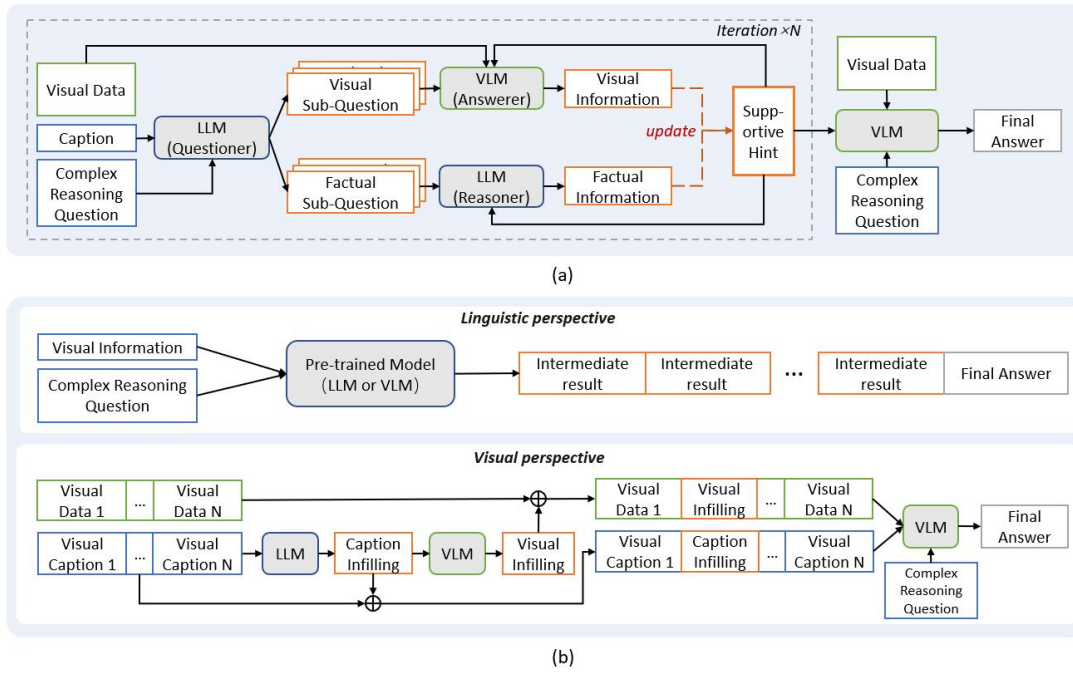 Iteration ×N
Visual Data
Caption
Complex
Reasoning
Question
LLM
(Questioner)
Visual
Sub-Question
Factual
Sub-Question
VLM
(Answerer)
LLM
(Reasoner)
Visual
Information
Factual
Information
update
Supp-
ortive
Hint
Visual Data
VLM
Complex
Reasoning
Question
Final
Answer
(a)
Linguistic perspective
Visual Information
Complex Reasoning
Question
Pre-trained Model
(LLM or VLM)
Intermediate
result
Intermediate
result
...
Intermediate
result
Final Answer
Visual perspective
Visual
Data 1
...
Visual
Data N
Visual
Caption 1
...
Visual
Caption N
LLM
Caption
Infilling
VLM
Visual
Infilling
Visual
Data 1
Visual
Infilling
...
Visual
Data N
Visual
Caption 1
Caption
Infilling
...
Visual
Caption N
VLM
Complex
Reasoning
Question
Final
Answer
(b)